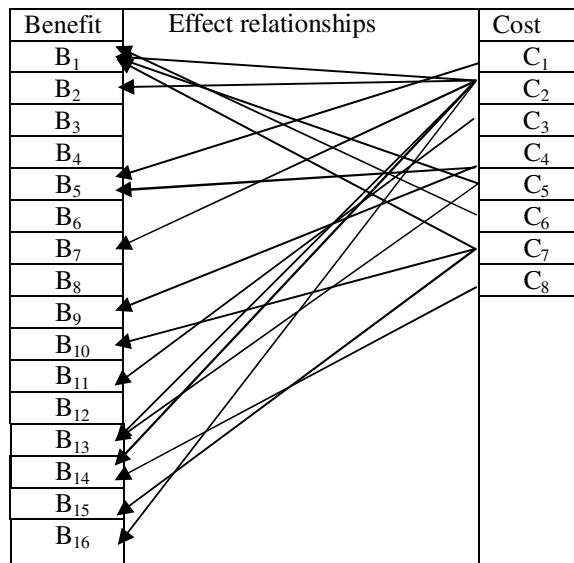 Benefit Effect relationships Cost
B₁ C₁
B₂ C₂
B₃ C₃
B₄ C₄
B₅ C₅
B₆ C₆
B₇ C₇
B₈ C₈
B₉
B₁₀
B₁₁
B₁₂
B₁₃
B₁₄
B₁₅
B₁₆